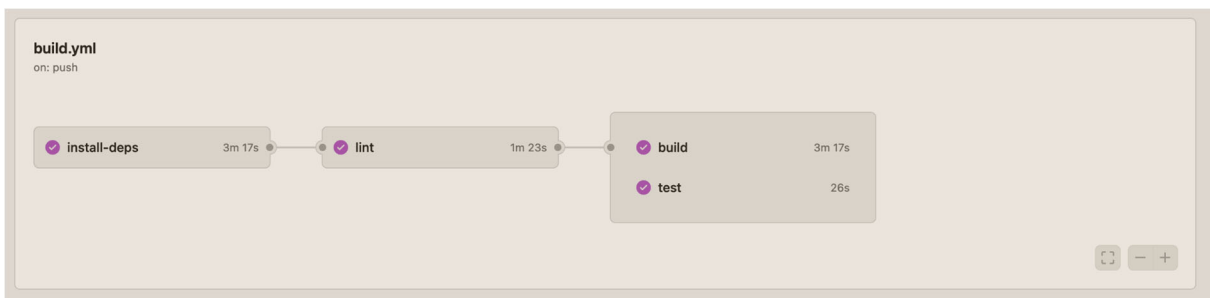 build.yml
on: push
install-deps 3m 17s
lint 1m 23s
build 3m 17s
test 26s